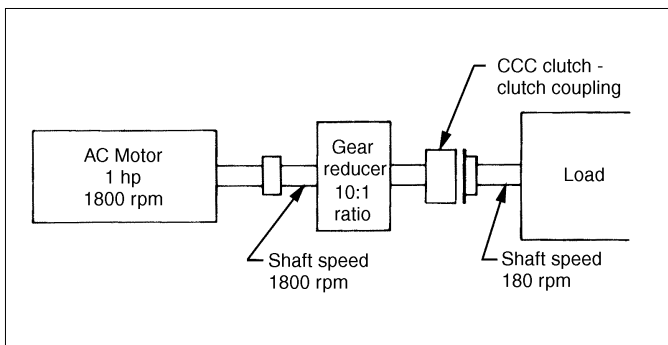 CCC clutch -
clutch coupling
AC Motor
1 hp
1800 rpm
Gear
reducer
10:1
ratio
Load
Shaft speed
1800 rpm
Shaft speed
180 rpm